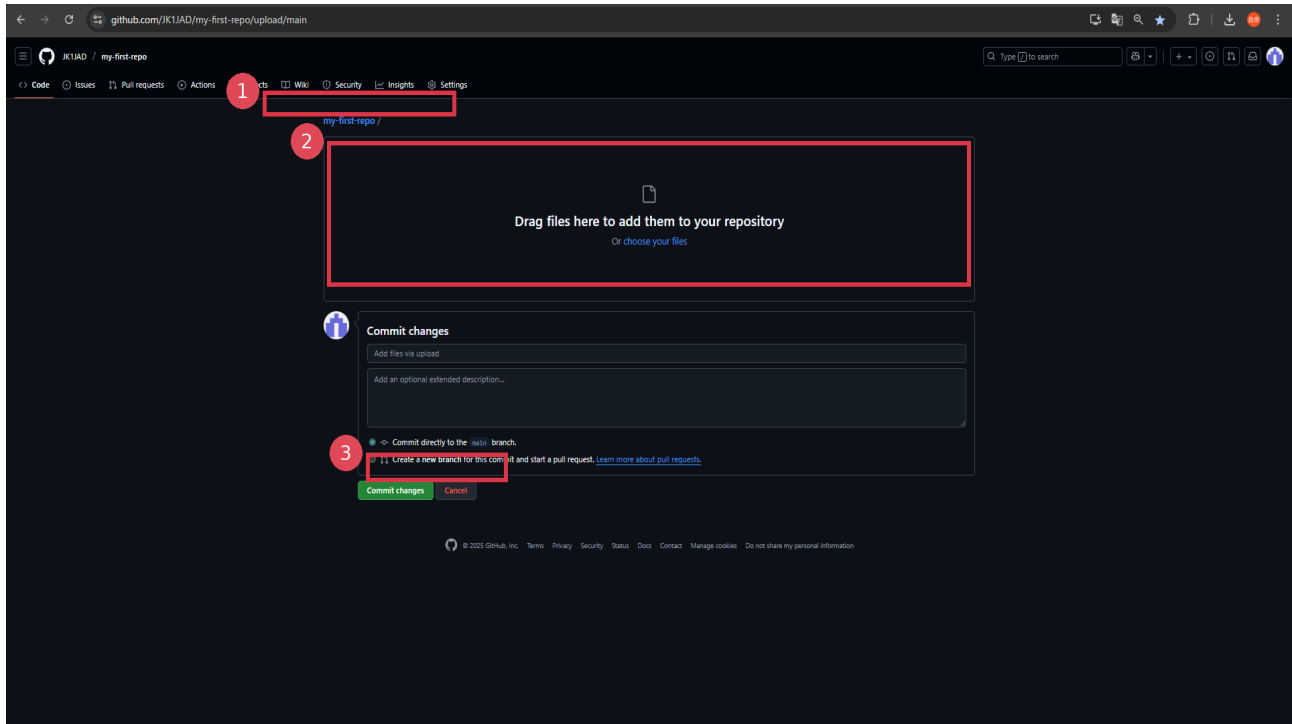 github.com/JK1JAD/my-first-repo/upload/main
JK1JAD / my-first-repo
Type / to search
<> Code Issues Pull requests Actions cts Wiki Security Insights Settings
1
my-first-repo /
2
Drag files here to add them to your repository
Or choose your files
Commit changes
Add files via upload
Add an optional extended description...
Commit directly to the main branch.
3
Create a new branch for this commit and start a pull request. Learn more about pull requests.
Commit changes Cancel
© 2025 GitHub, Inc. Terms Privacy Security Status Docs Contact Manage cookies Do not share my personal information